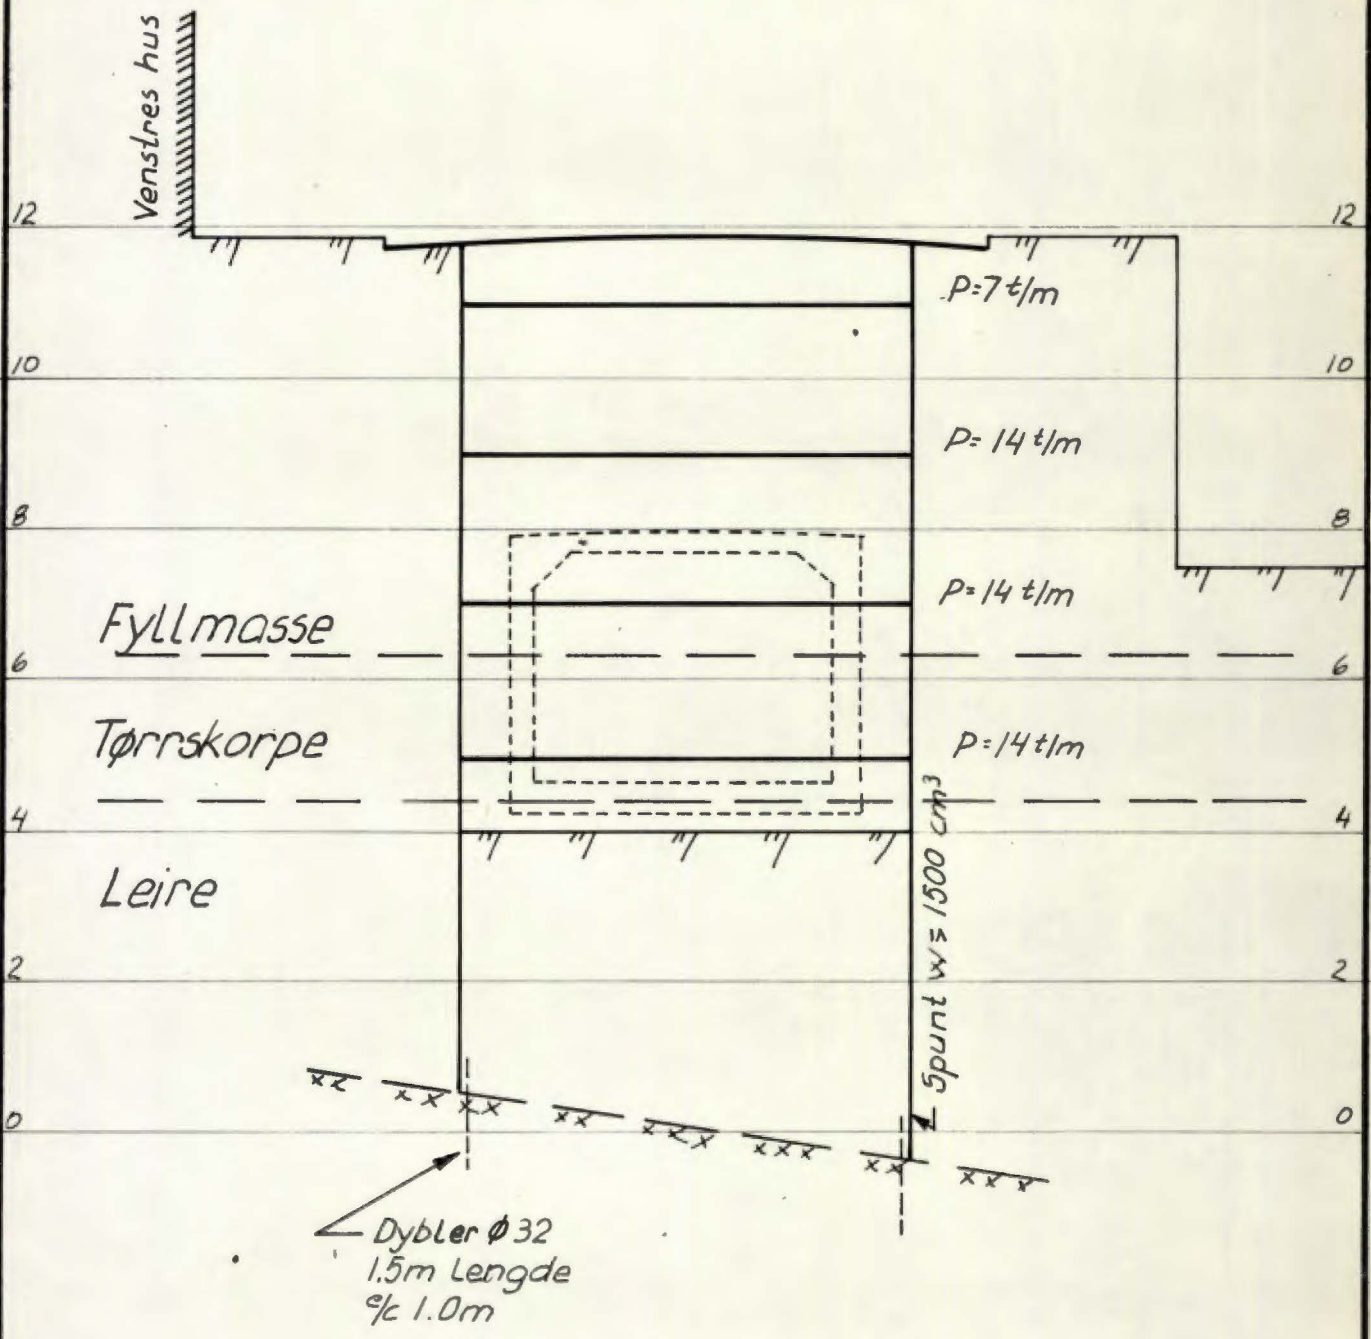 Venstres hus
12
12
P=7 t/m
10
10
P= 14 t/m
8
8
P=14 t/m
Fyllmasse
6
6
Tørrskorpe
P=14 t/m
4
4
Leire
Spunt w≥1500 cm³
2
2
0
0
Dybler ϕ32
1.5m Lengde
c/c 1.0m